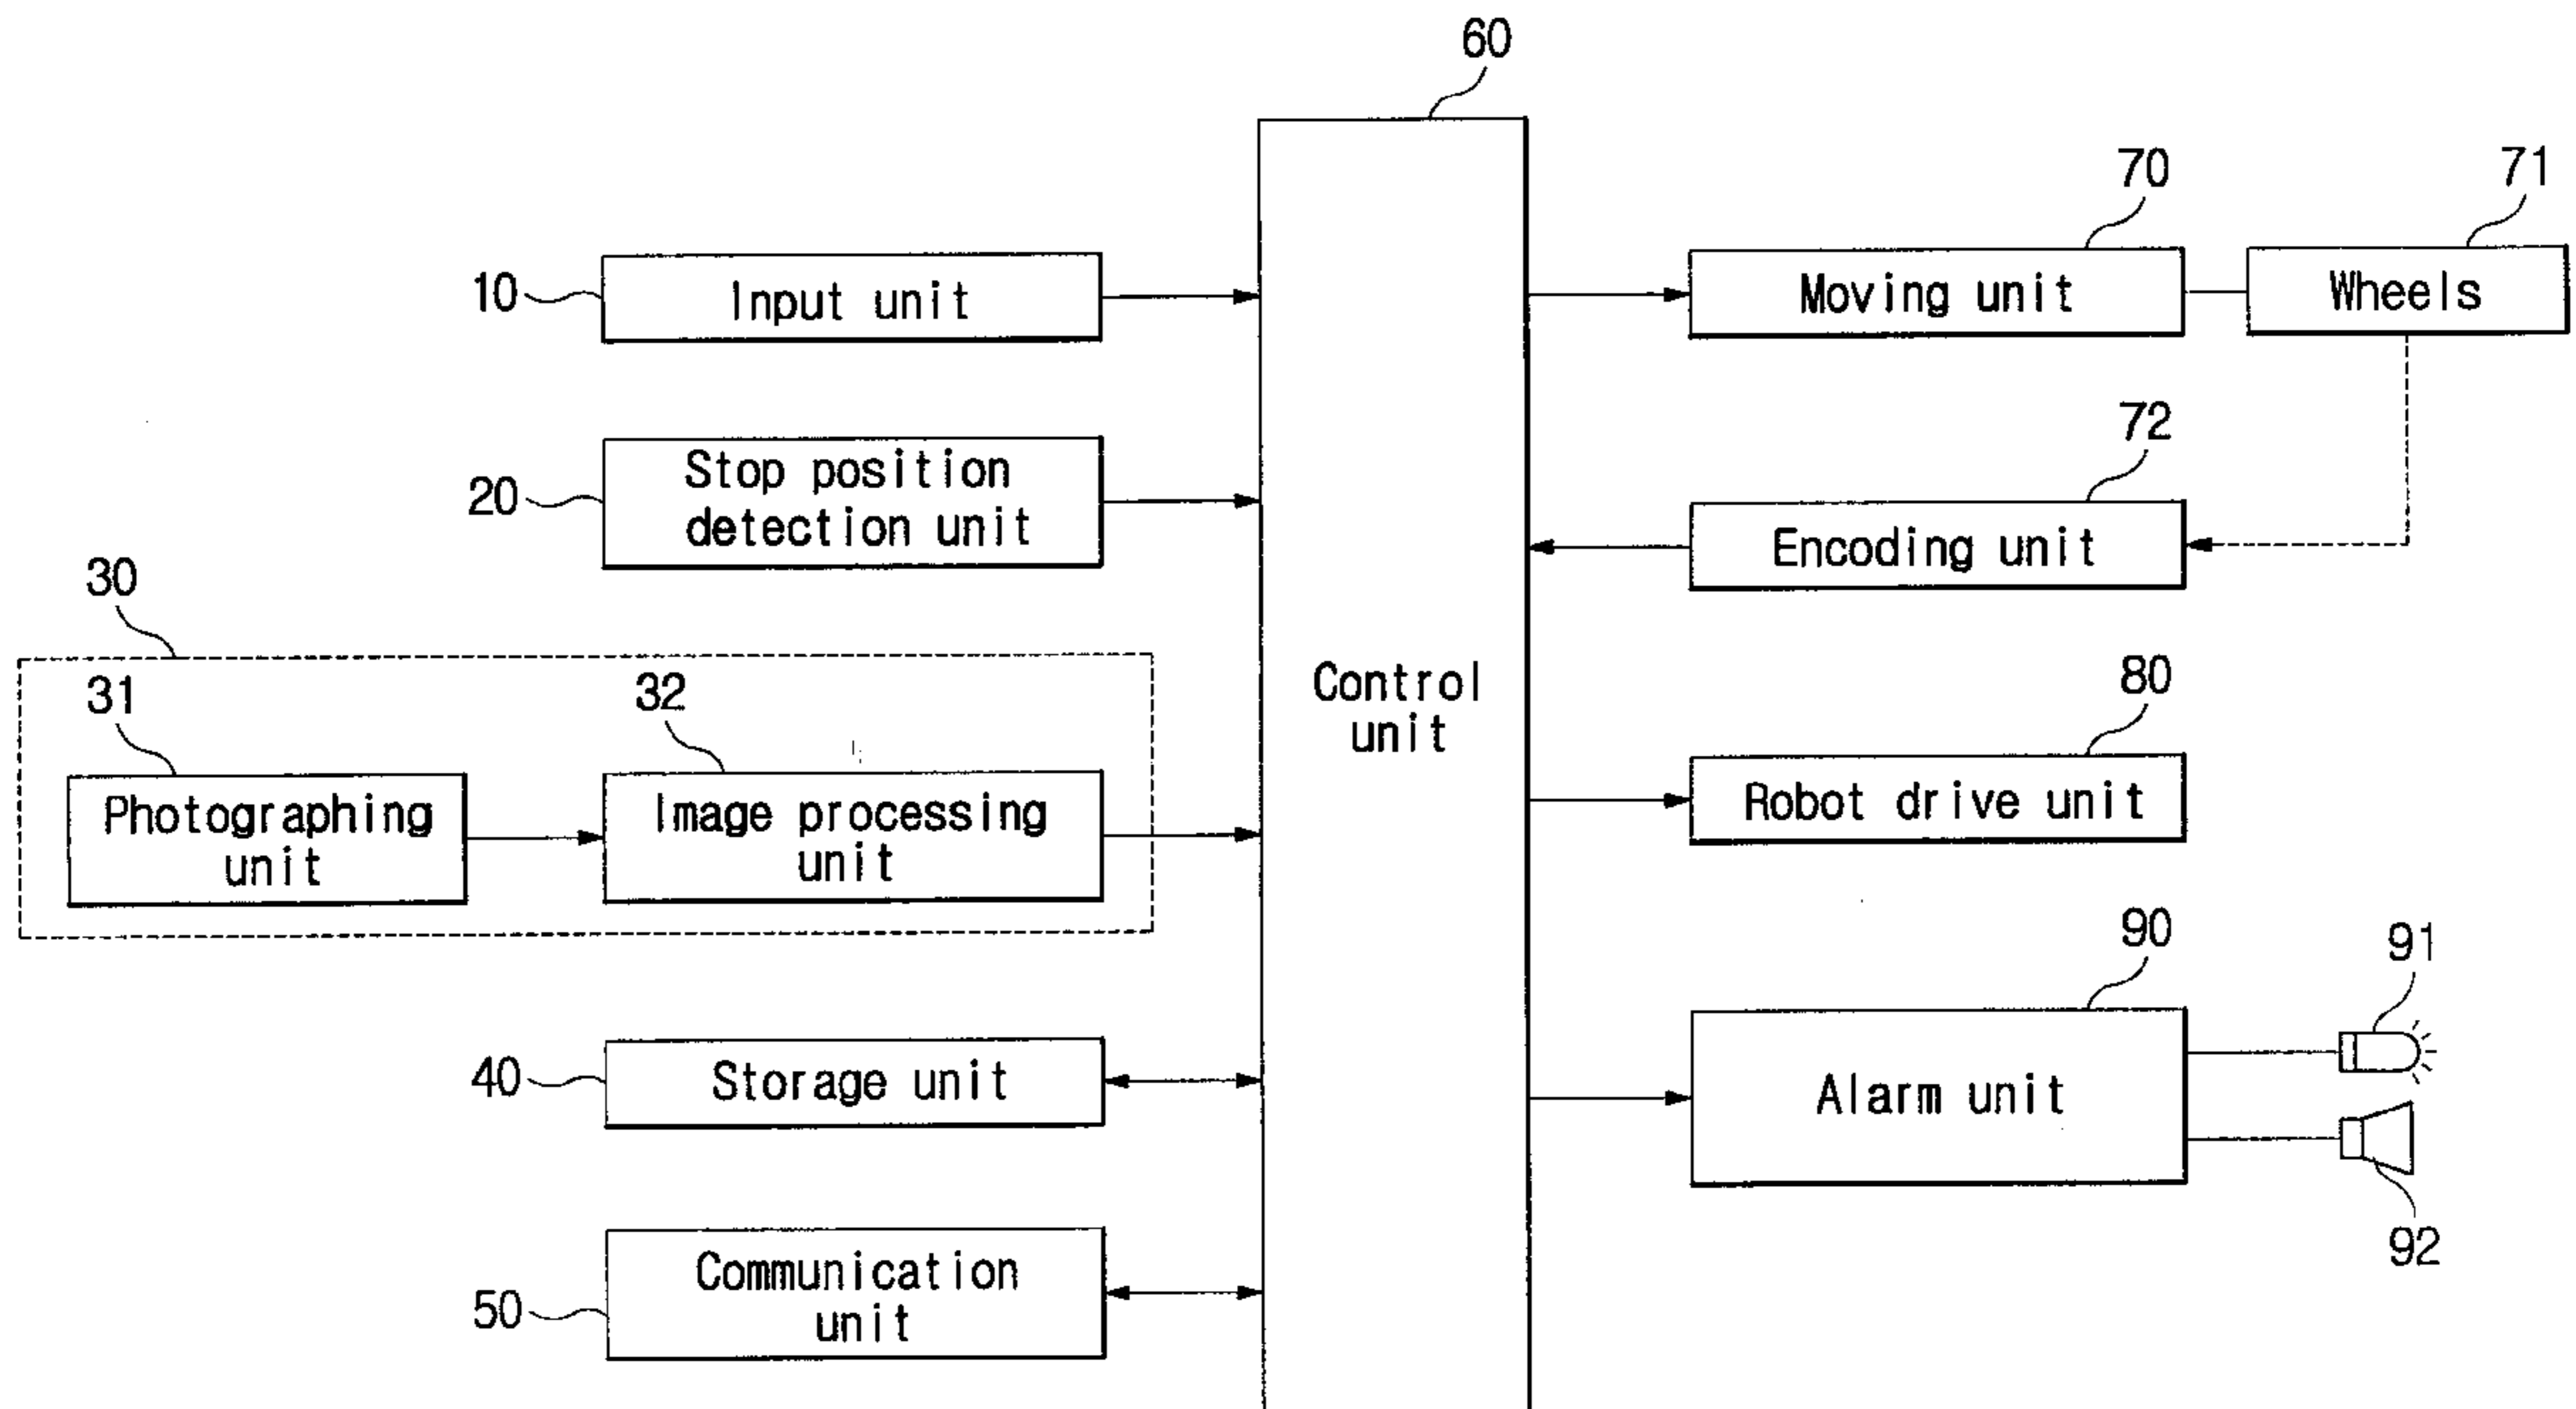 60
70
71
10
Input unit
Moving unit
Wheels
72
20
Stop position
detection unit
Encoding unit
30
31
32
Control
unit
80
Photographing
unit
Image processing
unit
Robot drive unit
90
91
40
Storage unit
Alarm unit
92
50
Communication
unit